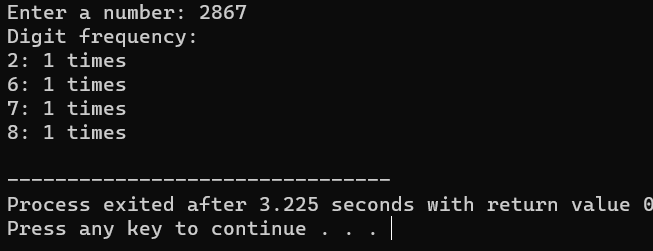 Enter a number: 2867
Digit frequency:
2: 1 times
6: 1 times
7: 1 times
8: 1 times
--------------------------------
Process exited after 3.225 seconds with return value 0
Press any key to continue . . .